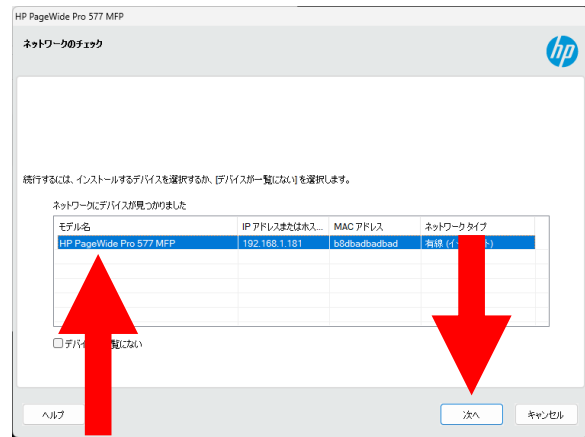 HP PageWide Pro 577 MFP
ネットワークのチェック
hp
続行するには、インストールするデバイスを選択するか、[デバイスが一覧にない]を選択します。
ネットワークにデバイスが見つかりました
モデル名 IP アドレスまたはホス... MAC アドレス ネットワーク タイプ
HP PageWide Pro 577 MFP 192.168.1.181 b8dbadbadbad 有線
デバイ 覧にない
ヘルプ 次へ キャンセル